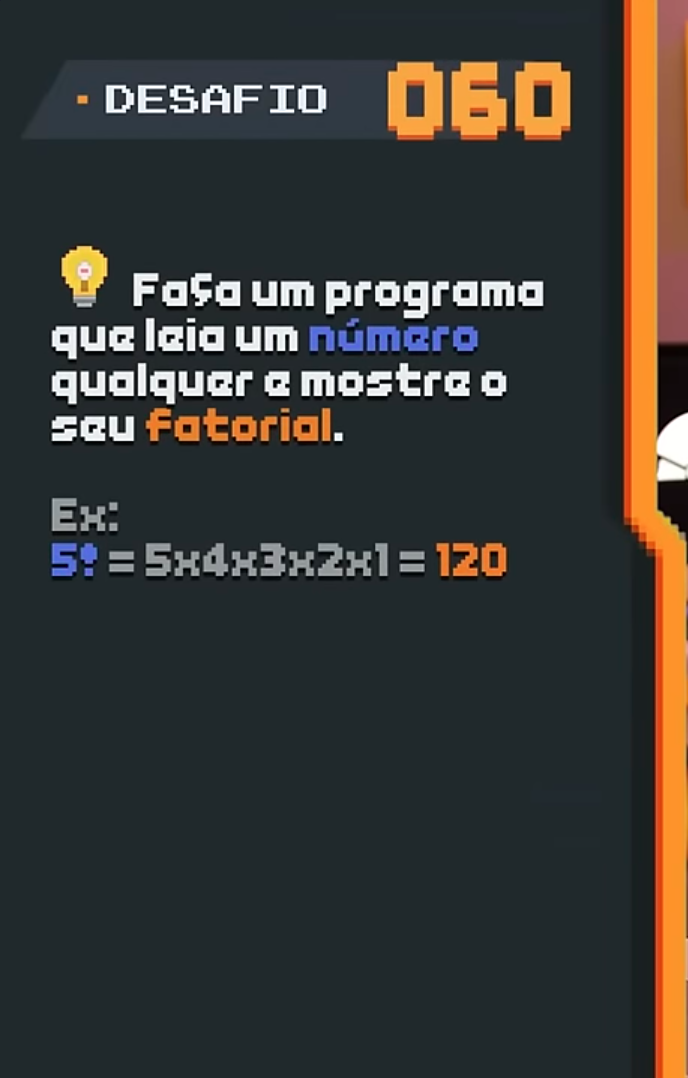 DESAFIO 060
Faça um programa
que leia um número
qualquer e mostre o
seu fatorial.
Ex:
5! = 5x4x3x2x1 = 120